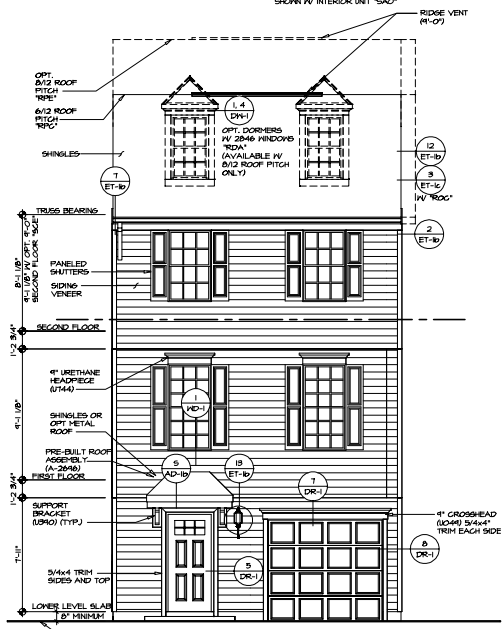 SHOWN W/ INTERIOR UNIT "SAO"
RIDGE VENT
(9'-0")
OPT.
8/12 ROOF
PITCH
"RPE"
6/12 ROOF
PITCH
"RPC"
1, 4
DW-1
OPT. DORMERS
W/ 2846 WINDOWS
"RDA"
(AVAILABLE W/
8/12 ROOF PITCH
ONLY)
SHINGLES
12
ET-1b
3
ET-1c
W/ "ROG"
7
ET-1b
TRUSS BEARING
2
ET-1b
8'-1 1/8"
9'-1 1/8" W/ OPT. 9'-0"
SECOND FLOOR "SCE"
PANELED
SHUTTERS
SIDING
VENEER
SECOND FLOOR
1'-2 3/4"
9" URETHANE
HEADPIECE
(U744)
9'-1 1/8"
1
WD-1
SHINGLES OR
OPT METAL
ROOF
PRE-BUILT ROOF
ASSEMBLY
(A-2696)
5
AD-1b
13
ET-1b
FIRST FLOOR
1'-2 3/4"
7
DR-1
SUPPORT
BRACKET
(U390) (TYP.)
9" CROSSHEAD
(U044) 5/4x4"
TRIM EACH SIDE
8
DR-1
7'-11"
5
DR-1
5/4x4 TRIM
SIDES AND TOP
LOWER LEVEL SLAB
8" MINIMUM